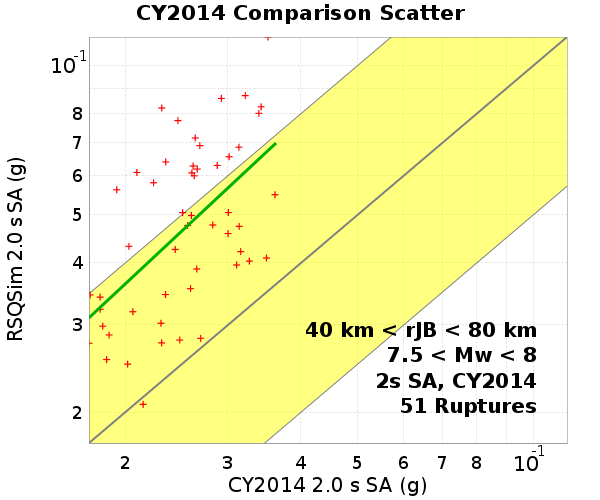 CY2014 Comparison Scatter
10-1
8
7
6
5
4
3
2
RSQSim 2.0 s SA (g)
40 km < rJB < 80 km
7.5 < Mw < 8
2s SA, CY2014
51 Ruptures
2 3 4 5 6 7 8 10-1
CY2014 2.0 s SA (g)